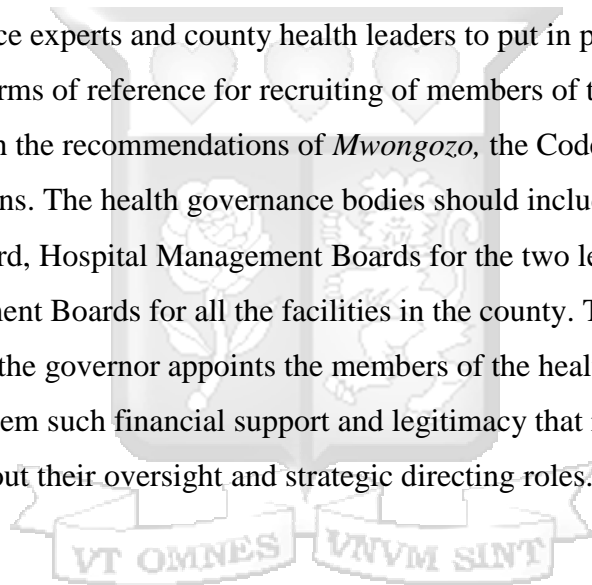 ce experts and county health leaders to put in p
rms of reference for recruiting of members of t
n the recommendations of Mwongozo, the Code
ns. The health governance bodies should inclu
rd, Hospital Management Boards for the two le
nent Boards for all the facilities in the county. T
the governor appoints the members of the heal
em such financial support and legitimacy that
out their oversight and strategic directing roles.
VT OMNES VNVM SINT